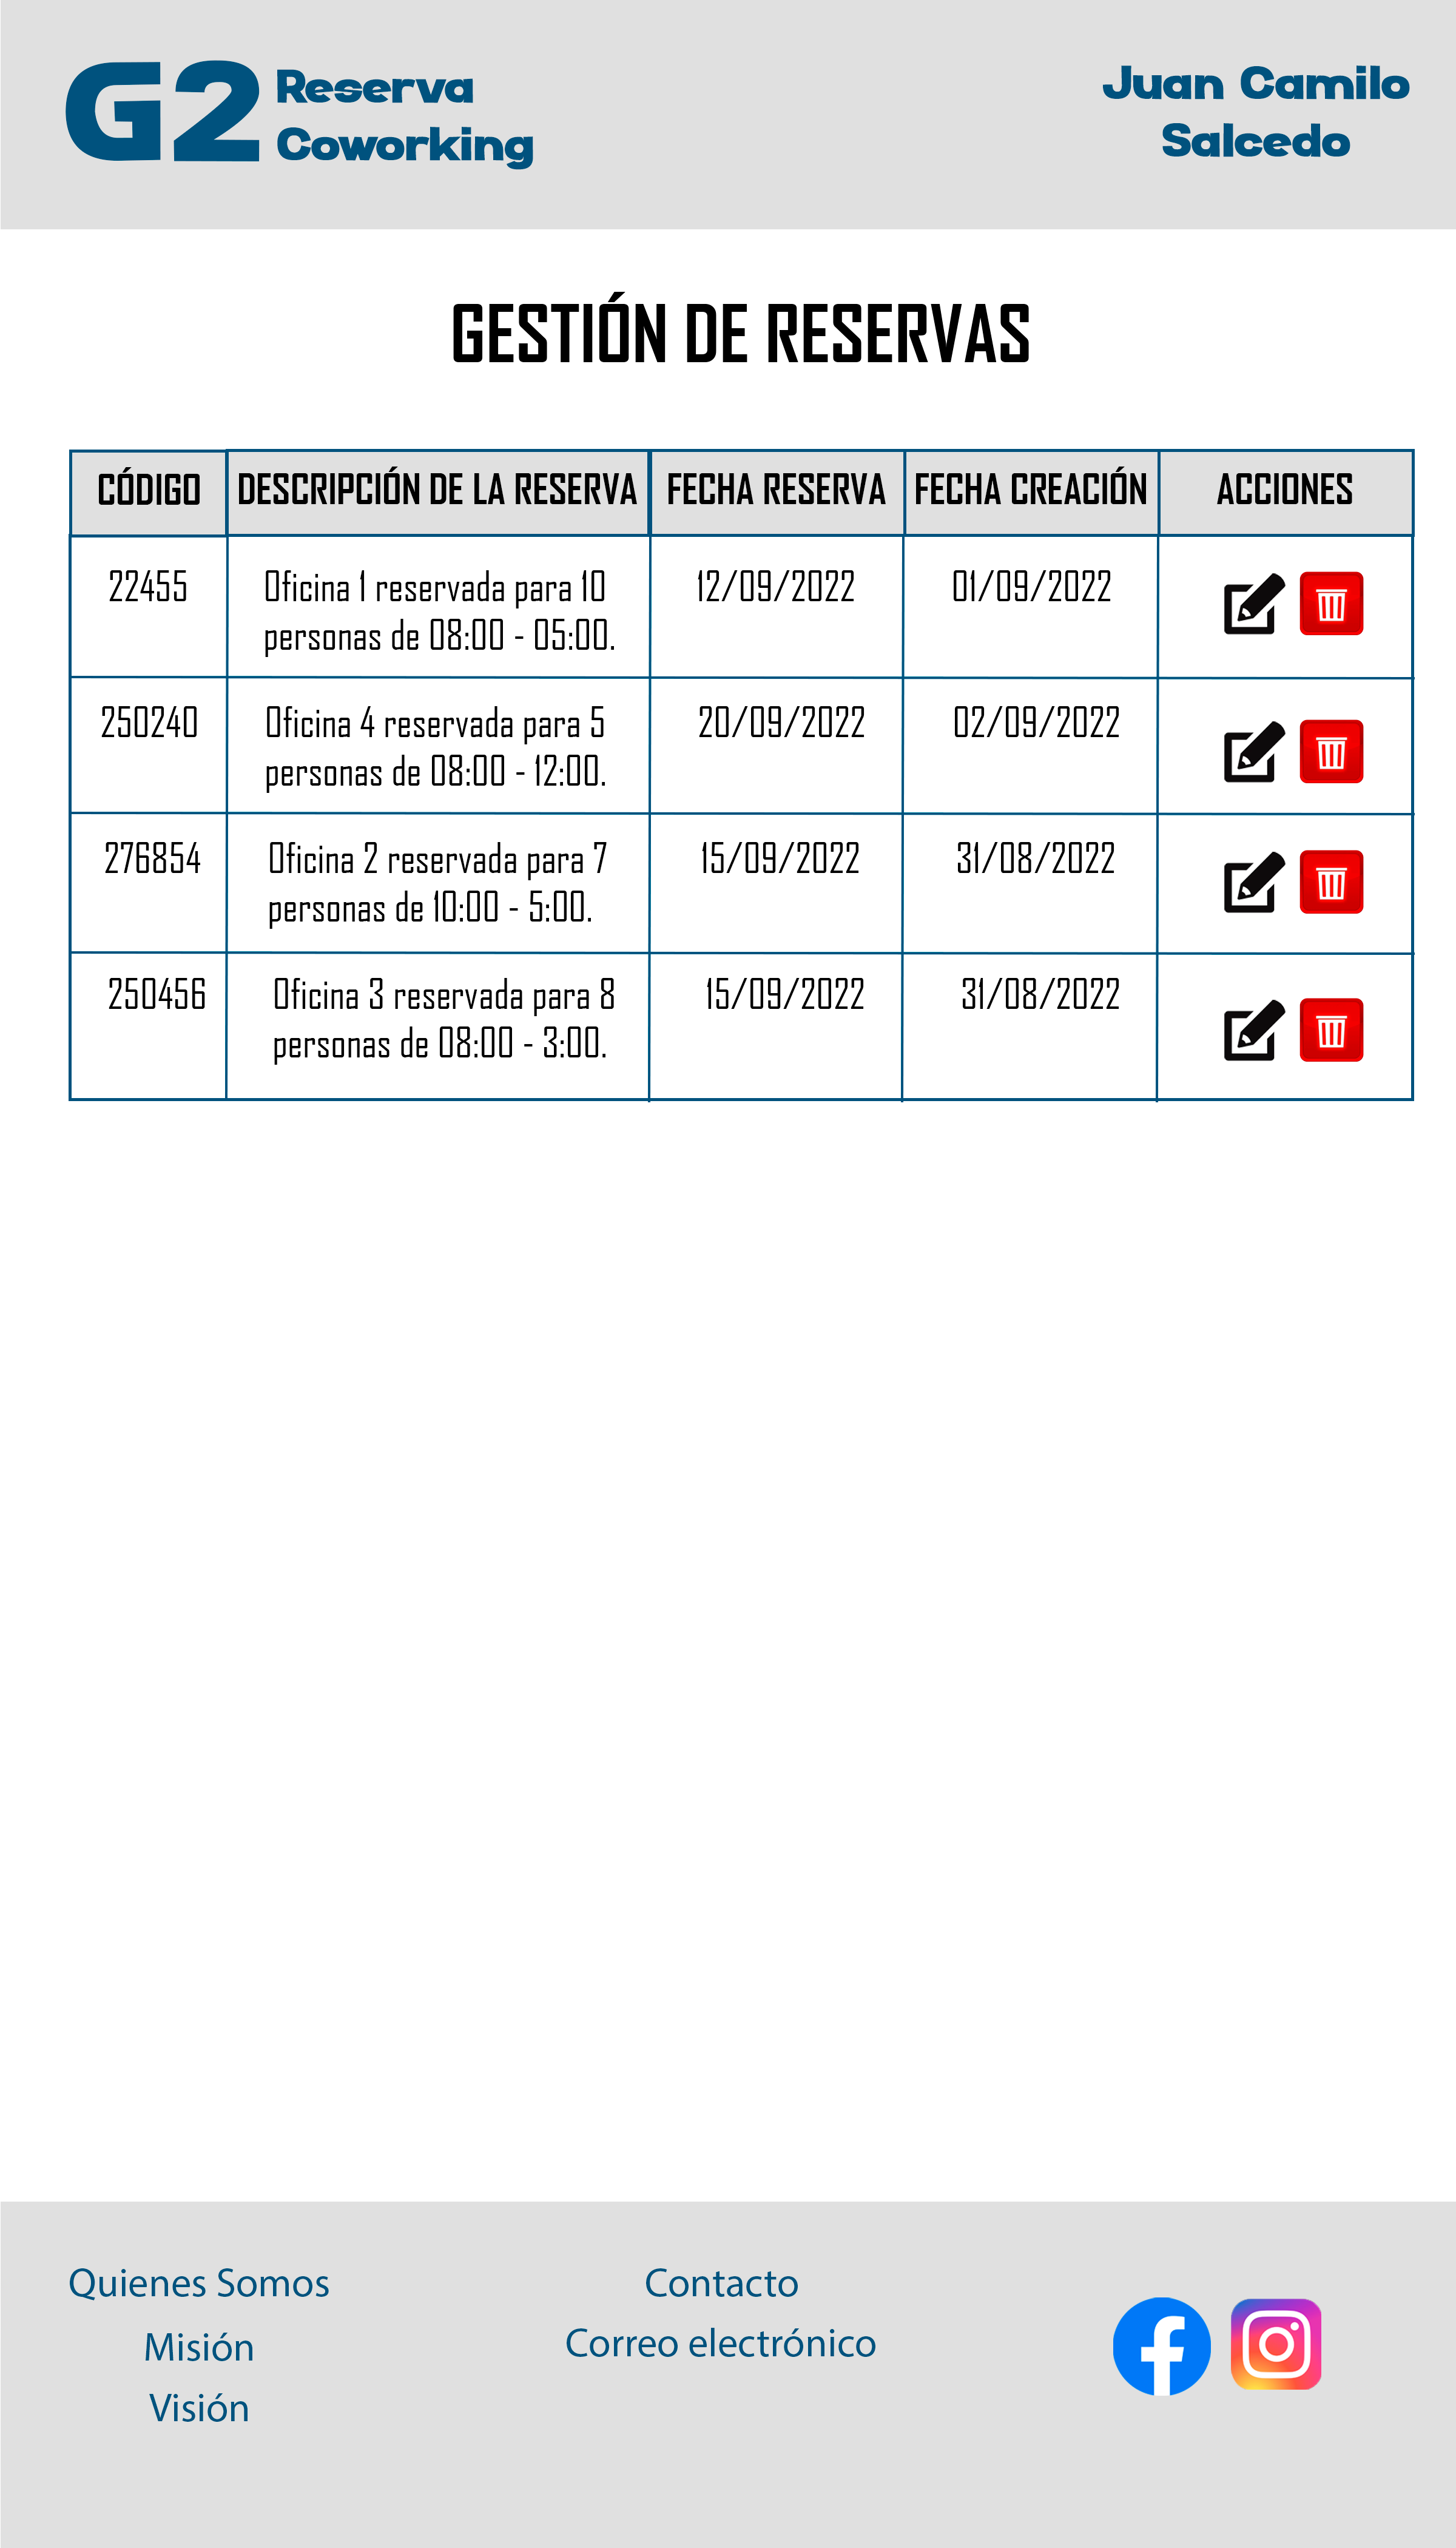 G2 Reserva
Coworking
Juan Camilo
Salcedo
GESTIÓN DE RESERVAS
CÓDIGO DESCRIPCIÓN DE LA RESERVA FECHA RESERVA FECHA CREACIÓN ACCIONES
22455 Oficina 1 reservada para 10 12/09/2022 01/09/2022
personas de 08:00 - 05:00.
250240 Oficina 4 reservada para 5 20/09/2022 02/09/2022
personas de 08:00 - 12:00.
276854 Oficina 2 reservada para 7 15/09/2022 31/08/2022
personas de 10:00 - 5:00.
250456 Oficina 3 reservada para 8 15/09/2022 31/08/2022
personas de 08:00 - 3:00.
Quienes Somos
Misión
Visión
Contacto
Correo electrónico